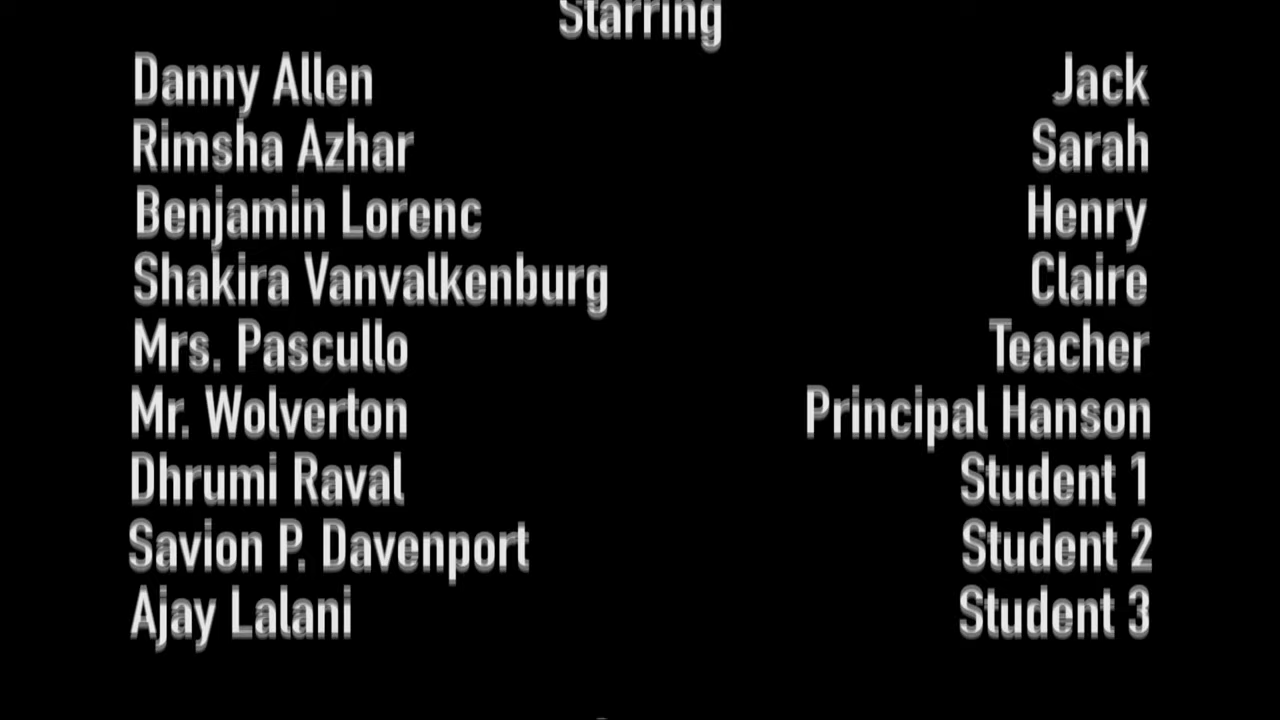 Starring
Danny Allen Jack
Rimsha Azhar Sarah
Benjamin Lorenc Henry
Shakira Vanvalkenburg Claire
Mrs. Pascullo Teacher
Mr. Wolverton Principal Hanson
Dhrumi Raval Student 1
Savion P. Davenport Student 2
Ajay Lalani Student 3